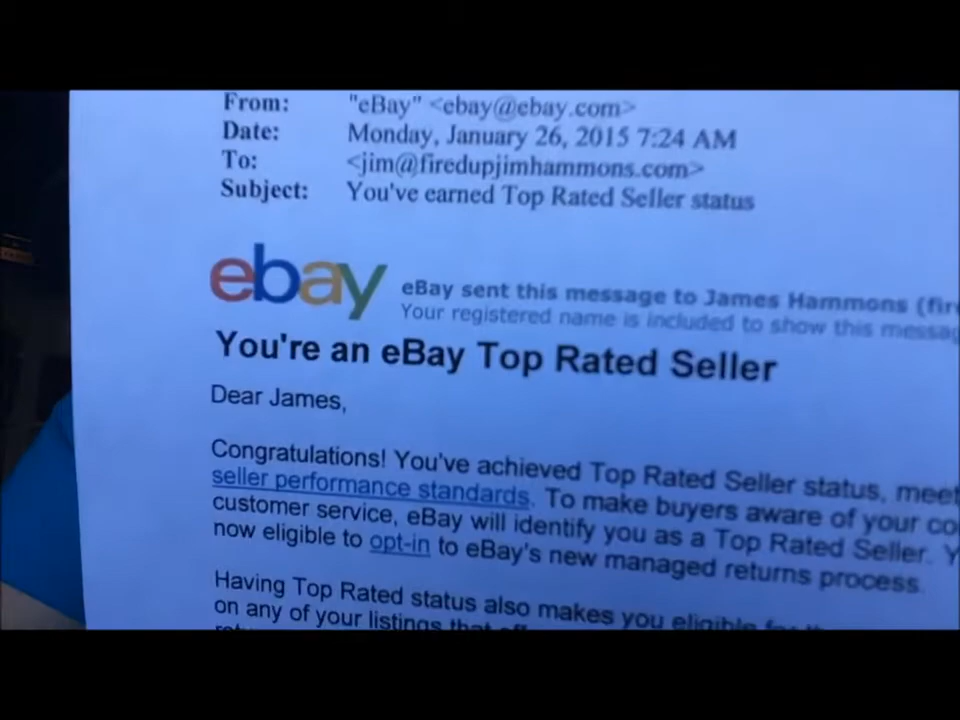 From: "eBay" <ebay@ebay.com>
Date: Monday, January 26, 2015 7:24 AM
To: <jim@firedupjimhammons.com>
Subject: You've earned Top Rated Seller status
ebay
eBay sent this message to James Hammons (fire
Your registered name is included to show this messag
You're an eBay Top Rated Seller
Dear James,
Congratulations! You've achieved Top Rated Seller status, meet
seller performance standards. To make buyers aware of your co
customer service, eBay will identify you as a Top Rated Seller. Y
now eligible to opt-in to eBay's new managed returns process.
Having Top Rated status also makes you eligible for
on any of your listings that